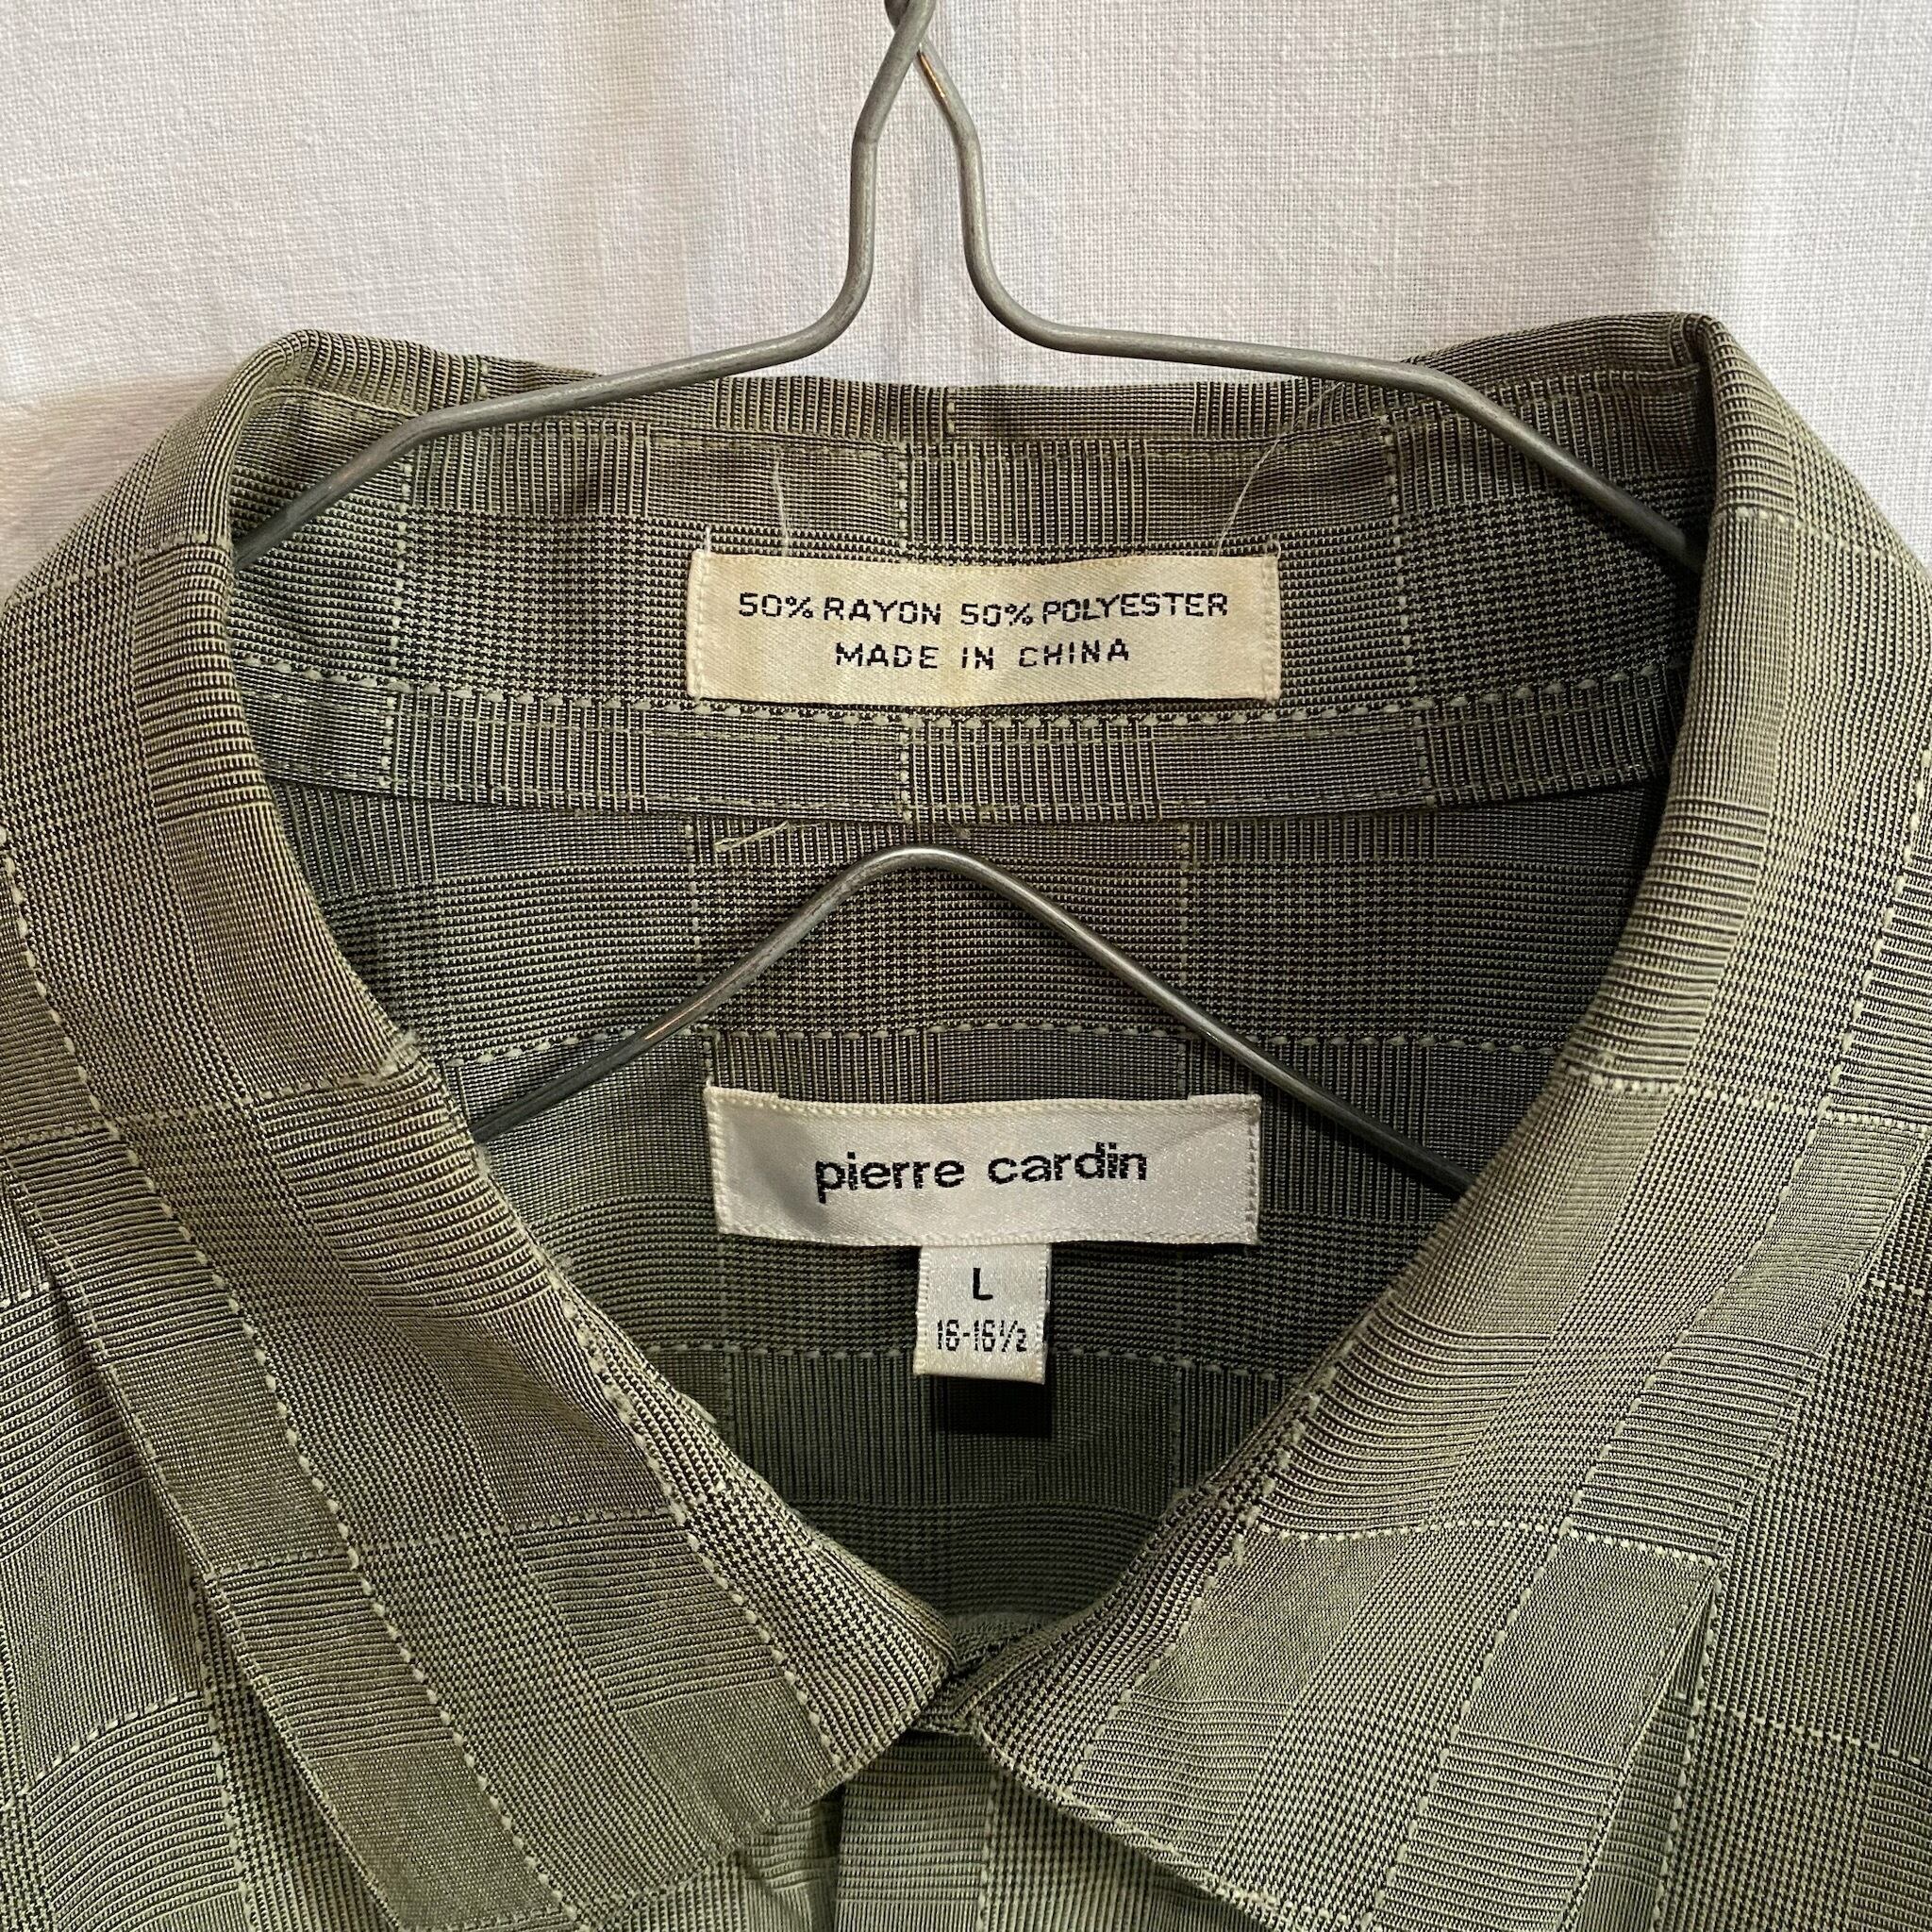 50% RAYON 50% POLYESTER
MADE IN CHINA
pierre cardin
L
16-16½